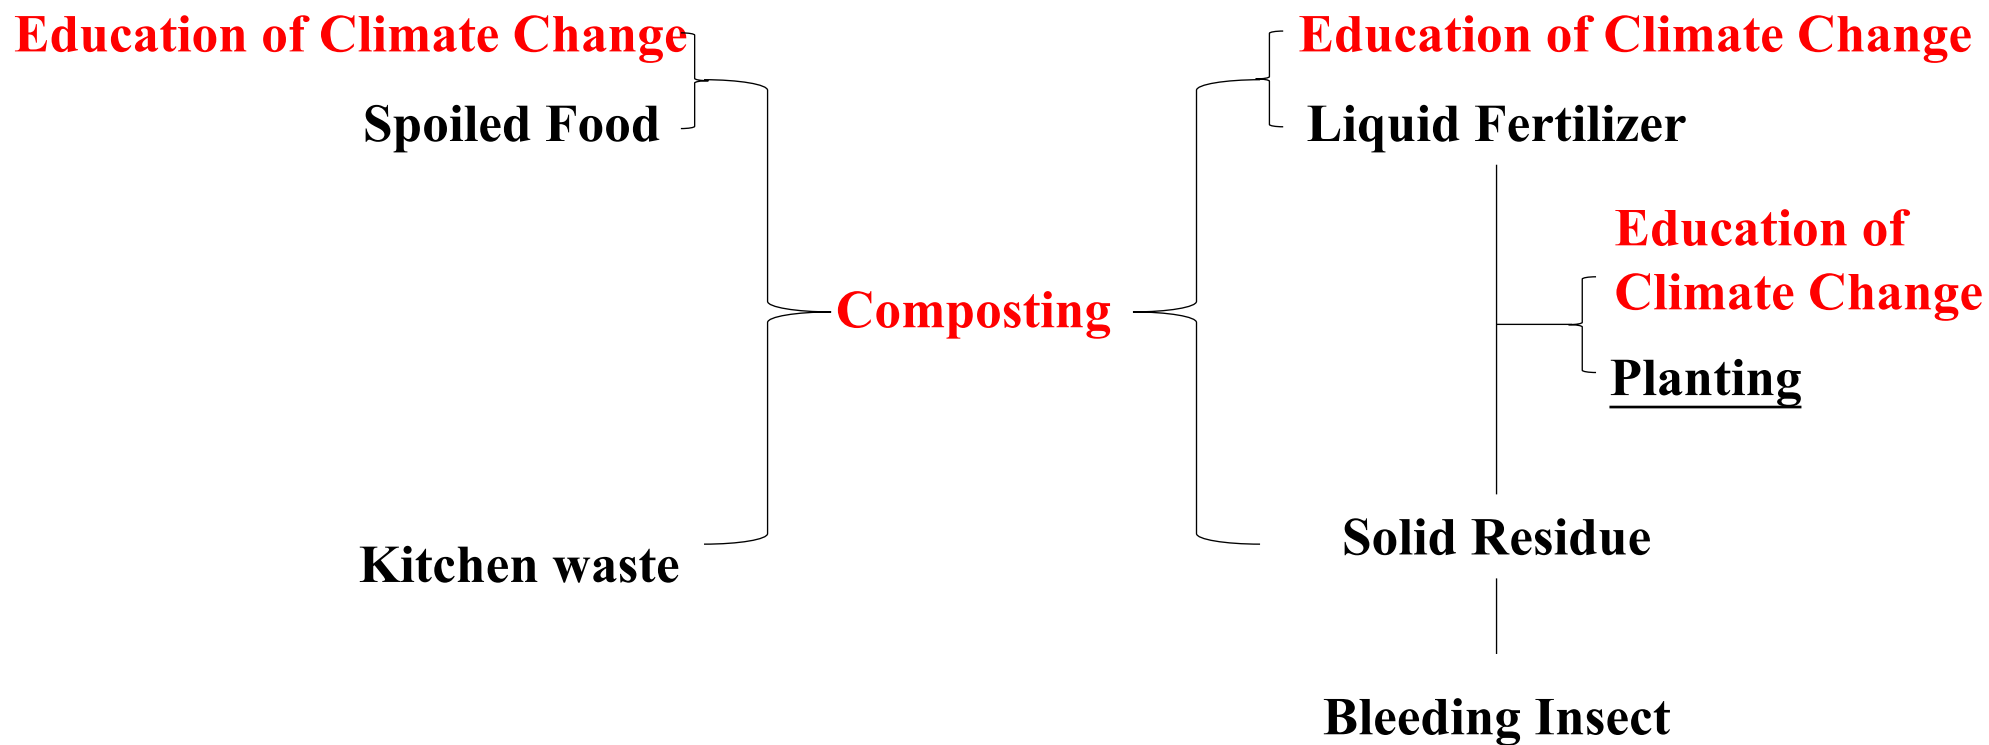 Education of Climate Change
Spoiled Food
Kitchen waste
Composting
Education of Climate Change
Liquid Fertilizer
Education of
Climate Change
Planting
Solid Residue
Bleeding Insect